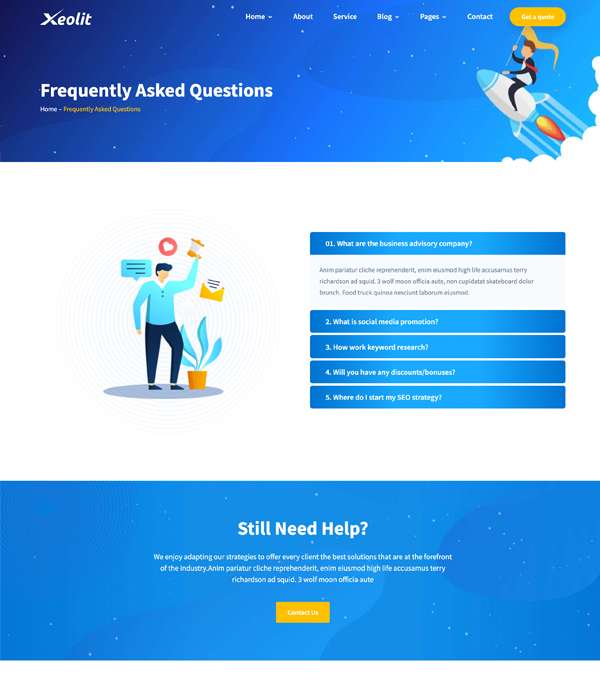 Xeolit
Home About Service Blog Pages Contact Get a quote
Frequently Asked Questions
Home – Frequently Asked Questions
01. What are the business advisory company?
Anim pariatur cliche reprehenderit, enim eiusmod high life accusamus terry
richardson ad squid. 3 wolf moon officia aute, non cupidatat skateboard dolor
brunch. Food truck quinoa nesciunt laborum eiusmod.
2. What is social media promotion?
3. How work keyword research?
4. Will you have any discounts/bonuses?
5. Where do I start my SEO strategy?
Still Need Help?
We enjoy adapting our strategies to offer every client the best solutions that are at the forefront
of the industry.Anim pariatur cliche reprehenderit, enim eiusmod high life accusamus terry
richardson ad squid. 3 wolf moon officia aute
Contact Us